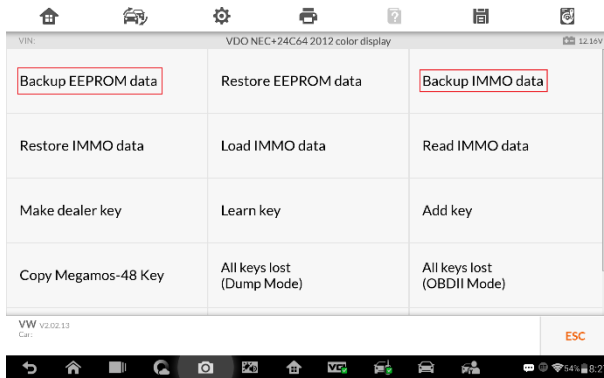 VIN:
VDO NEC+24C64 2012 color display
12.16V
Backup EEPROM data
Restore EEPROM data
Backup IMMO data
Restore IMMO data
Load IMMO data
Read IMMO data
Make dealer key
Learn key
Add key
Copy Megamos-48 Key
All keys lost
(Dump Mode)
All keys lost
(OBDII Mode)
VW V2.02.13
Car:
ESC
54%